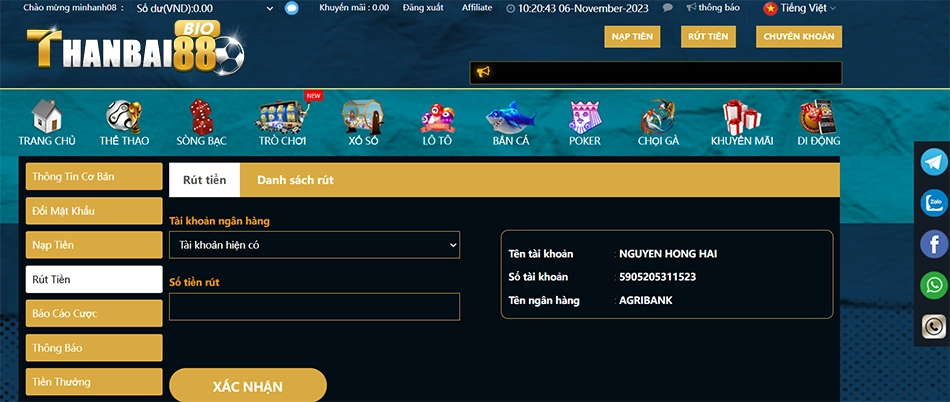 Chào mừng minhanh08 : Số dư(VND):0.00 Khuyến mãi : 0.00 Đăng xuất Affiliate 10:20:43 06-November-2023 thông báo Tiếng Việt
BIO
THANBAI88
NẠP TIỀN RÚT TIỀN CHUYỂN KHOẢN
NEW
TRANG CHỦ THỂ THAO SÒNG BẠC TRÒ CHƠI XỔ SỐ LÔ TÔ BẮN CÁ POKER CHỌI GÀ KHUYẾN MÃI DI ĐỘNG
Thông Tin Cơ Bản
Đổi Mật Khẩu
Nạp Tiền
Rút Tiền
Báo Cáo Cược
Thông Báo
Tiền Thưởng
Rút tiền Danh sách rút
Tài khoản ngân hàng
Tài khoản hiện có
Số tiền rút
XÁC NHẬN
Tên tài khoản : NGUYEN HONG HAI
Số tài khoản : 5905205311523
Tên ngân hàng : AGRIBANK
Zalo